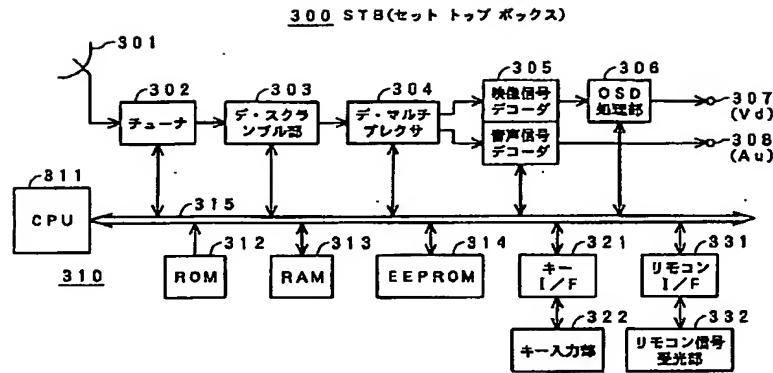 300 STB(セット トップ ボックス)
301
302
303
304
305
306
チューナ
デ・スクラ
ンブル部
デ・マルチ
プレクサ
映像信号
デコーダ
音声信号
デコーダ
OSD
処理部
307
(Vd)
308
(Au)
311
CPU
315
310
312
313
314
321
331
ROM
RAM
EEPROM
キー
I/F
リモコン
I/F
322
332
キー入力部
リモコン信号
受光部